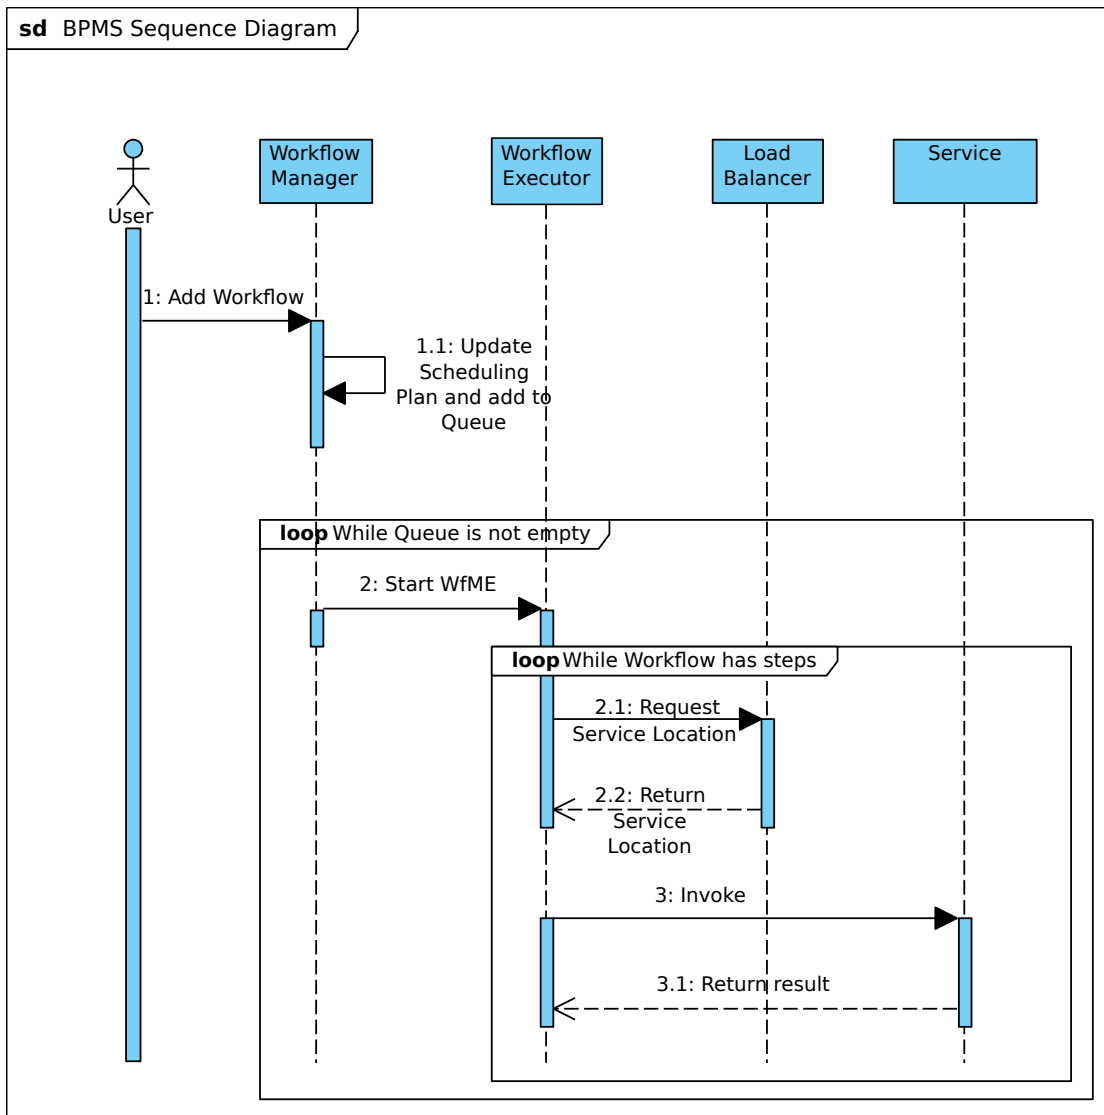 sd BPMS Sequence Diagram
User
Workflow
Manager
Workflow
Executor
Load
Balancer
Service
1: Add Workflow
1.1: Update
Scheduling
Plan and add to
Queue
loop While Queue is not empty
2: Start WfME
loop While Workflow has steps
2.1: Request
Service Location
2.2: Return
Service
Location
3: Invoke
3.1: Return result